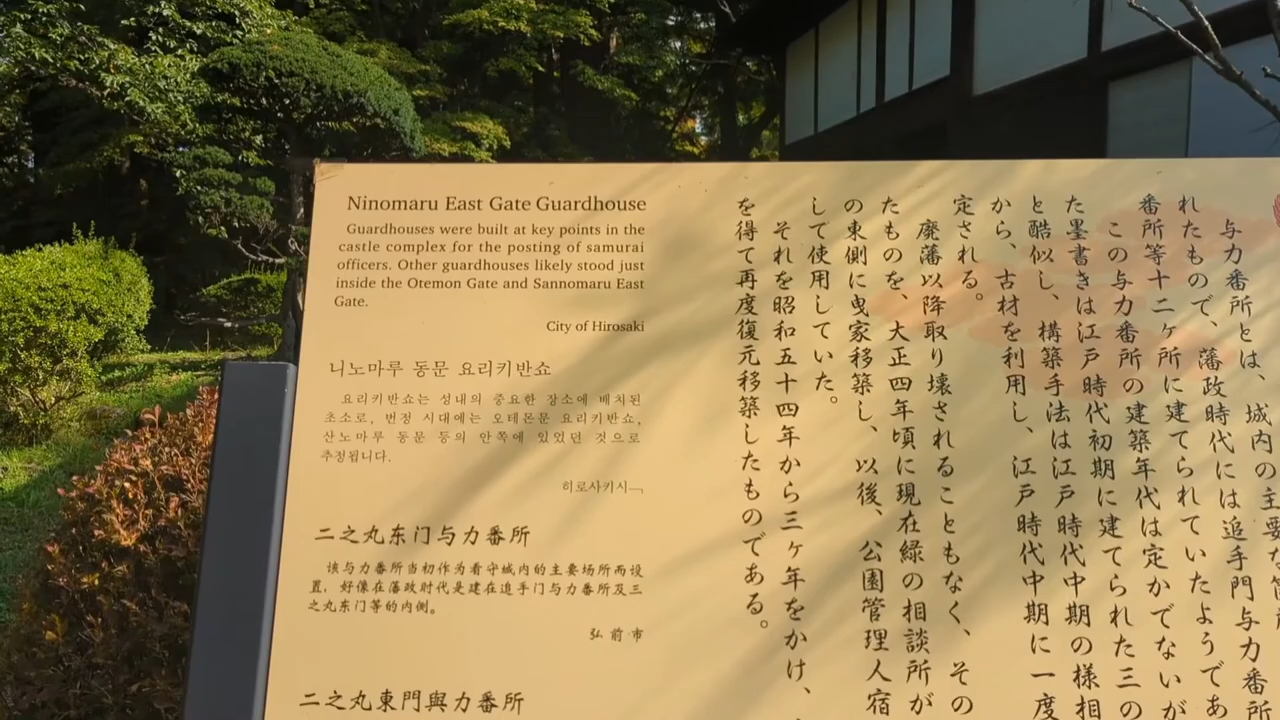 Ninomaru East Gate Guardhouse
Guardhouses were built at key points in the
castle complex for the posting of samurai
officers. Other guardhouses likely stood just
inside the Otemon Gate and Sannomaru East
Gate.
City of Hirosaki
니노마루 동문 요리키반쇼
요리키반쇼는 성내의 중요한 장소에 배치된
초소로, 번정 시대에는 오테몬문 요리키반쇼,
산노마루 동문 등의 안쪽에 있었던 것으로
추정됩니다.
히로사키시
二之丸东门与力番所
该与力番所当初作为看守城内的主要场所而设
置，好像在藩政时代是建在追手门与力番所及三
之丸东门等的内侧。
弘前市
二之丸東門與力番所
与力番所とは、城内の主要な箇所
れたもので、藩政時代には追手門与力番所
番所等十二ヶ所に建てられていたようであ
この与力番所の建築年代は定かでないが
た墨書きは江戸時代初期に建てられた三の
と酷似し、構築手法は江戸時代中期の様相
から、古材を利用し、江戸時代中期に一度
定される。
廃藩以降取り壊されることもなく、その
たものを、大正四年頃に現在緑の相談所が
の東側に曳家移築し、以後、公園管理人宿
して使用していた。
それを昭和五十四年から三ヶ年をかけ、
を得て再度復元移築したものである。